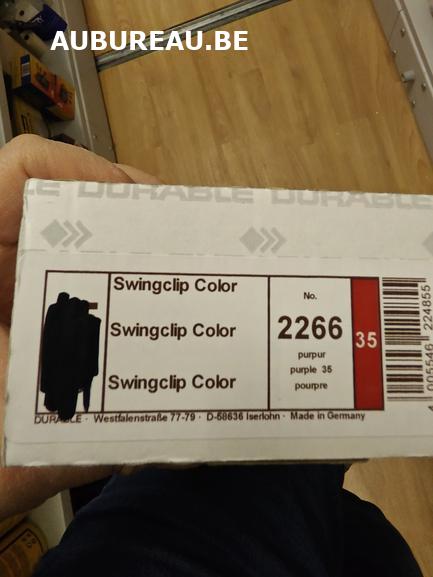 AUBUREAU.BE
LE DURABLE DURABLE
Swingclip Color
Swingclip Color
Swingclip Color
No.
2266
purpur
purple 35
pourpre
35
005546 224855
DURABLE · Westfalenstraße 77-79 · D-58636 Iserlohn · Made in Germany